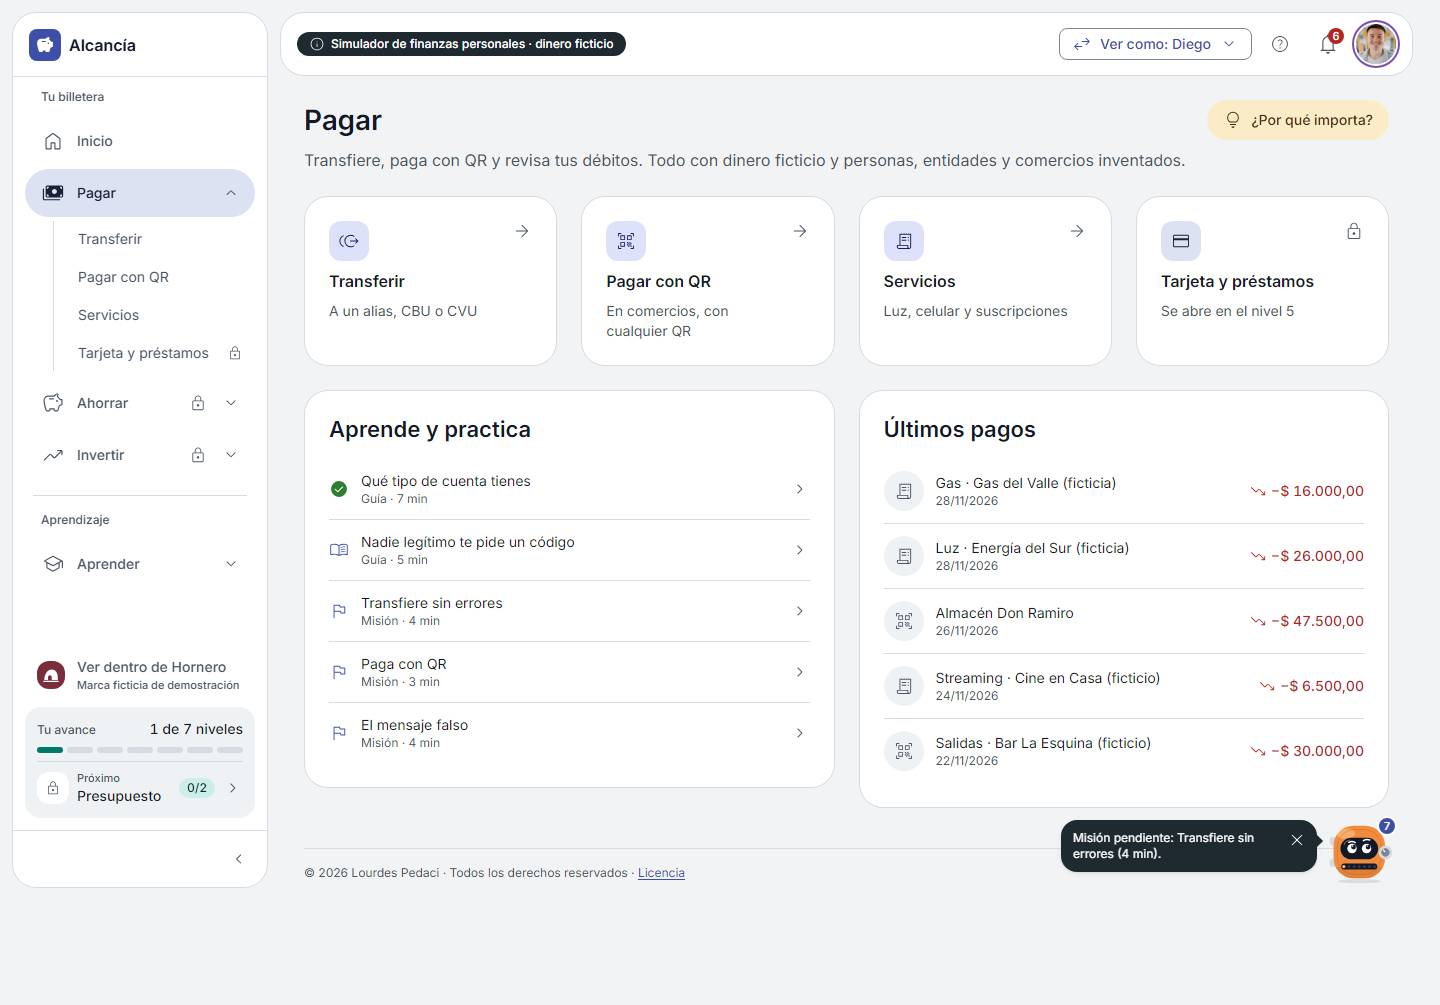 Alcancía
Tu billetera
Inicio
Pagar
Transferir
Pagar con QR
Servicios
Tarjeta y préstamos
Ahorrar
Invertir
Aprendizaje
Aprender
Ver dentro de Hornero
Marca ficticia de demostración
Tu avance 1 de 7 niveles
Próximo
Presupuesto 0/2
Simulador de finanzas personales · dinero ficticio
Ver como: Diego
6
Pagar
¿Por qué importa?
Transfiere, paga con QR y revisa tus débitos. Todo con dinero ficticio y personas, entidades y comercios inventados.
Transferir
A un alias, CBU o CVU
Pagar con QR
En comercios, con
cualquier QR
Servicios
Luz, celular y suscripciones
Tarjeta y préstamos
Se abre en el nivel 5
Aprende y practica
Qué tipo de cuenta tienes
Guía · 7 min
Nadie legítimo te pide un código
Guía · 5 min
Transfiere sin errores
Misión · 4 min
Paga con QR
Misión · 3 min
El mensaje falso
Misión · 4 min
Últimos pagos
Gas · Gas del Valle (ficticia) −$ 16.000,00
28/11/2026
Luz · Energía del Sur (ficticia) −$ 26.000,00
28/11/2026
Almacén Don Ramiro −$ 47.500,00
26/11/2026
Streaming · Cine en Casa (ficticio) −$ 6.500,00
24/11/2026
Salidas · Bar La Esquina (ficticio) −$ 30.000,00
22/11/2026
Misión pendiente: Transfiere sin
errores (4 min).
7
© 2026 Lourdes Pedaci · Todos los derechos reservados · Licencia